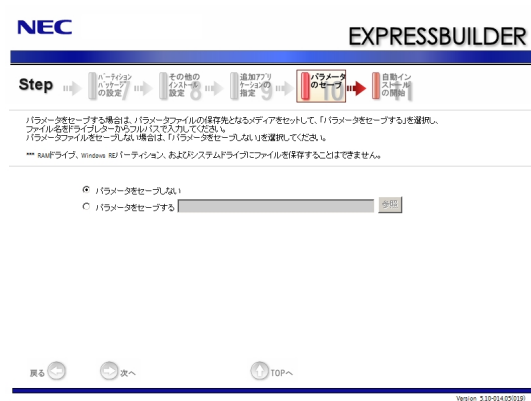 NEC
EXPRESSBUILDER
Step
パーティション
パッケージ
の設定
7
その他の
インストール
設定
8
追加アプリ
ケーションの
指定
9
パラメータ
のセーブ
10
自動イン
ストール
の開始
11
パラメータをセーブする場合は、パラメータファイルの保存先となるメディアをセットして、「パラメータをセーブする」を選択し、
ファイル名をドライブレターからフルパスで入力してください。
パラメータファイルをセーブしない場合は、「パラメータをセーブしない」を選択してください。
*** RAMドライブ、Windows REパーティション、およびシステムドライブにファイルを保存することはできません。
パラメータをセーブしない
パラメータをセーブする
参照
戻る
次へ
TOPへ
Version 5.10-014.05(019)